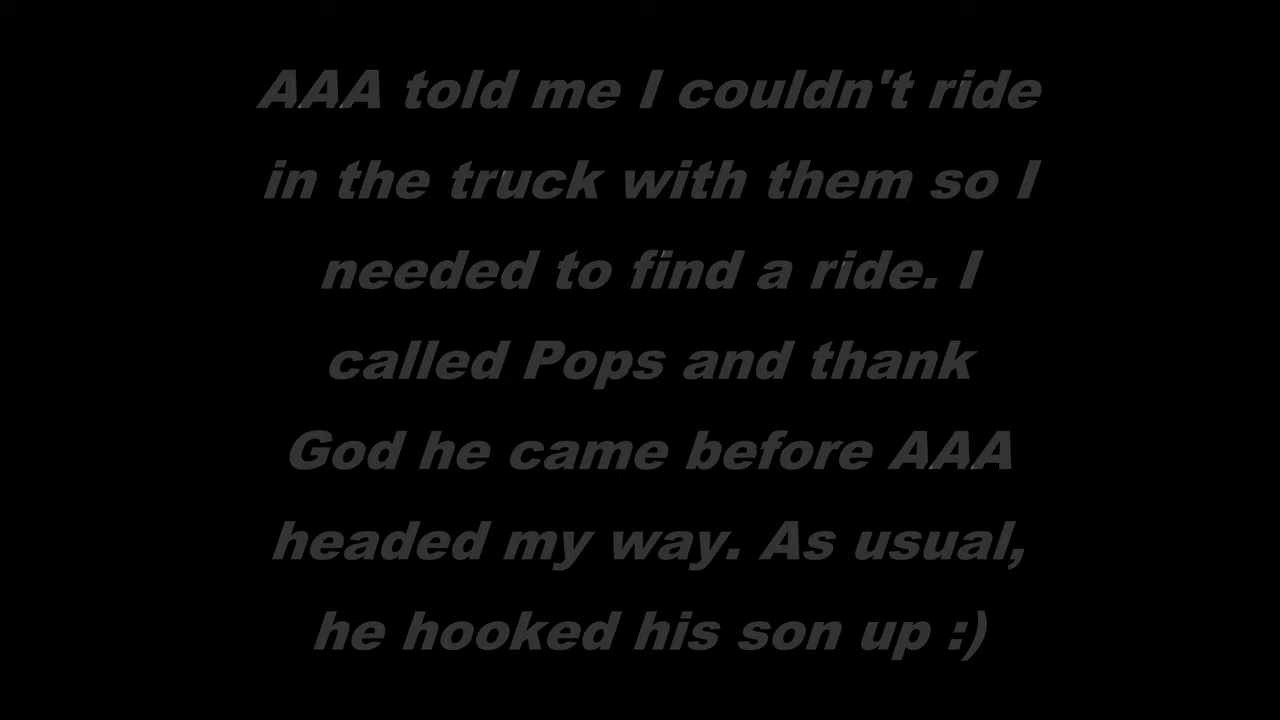 AAA told me I couldn't ride
in the truck with them so I
needed to find a ride. I
called Pops and thank
God he came before AAA
headed my way. As usual,
he hooked his son up :)